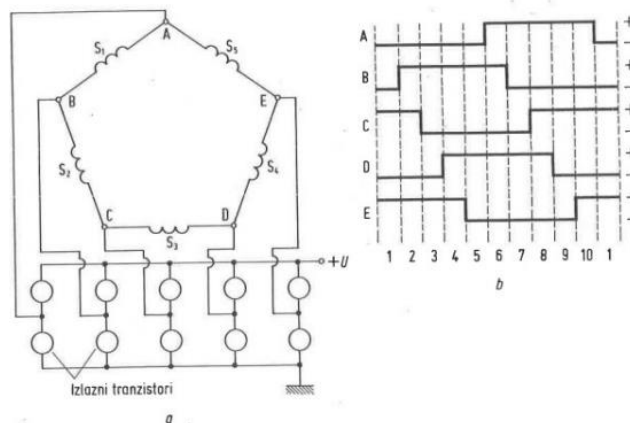 A
S₁
S₅
B
E
S₂
S₄
C
D
S₃
+U
Izlazni tranzistori
a
A
B
C
D
E
+
-
+
-
1 2 3 4 5 6 7 8 9 10 1
b